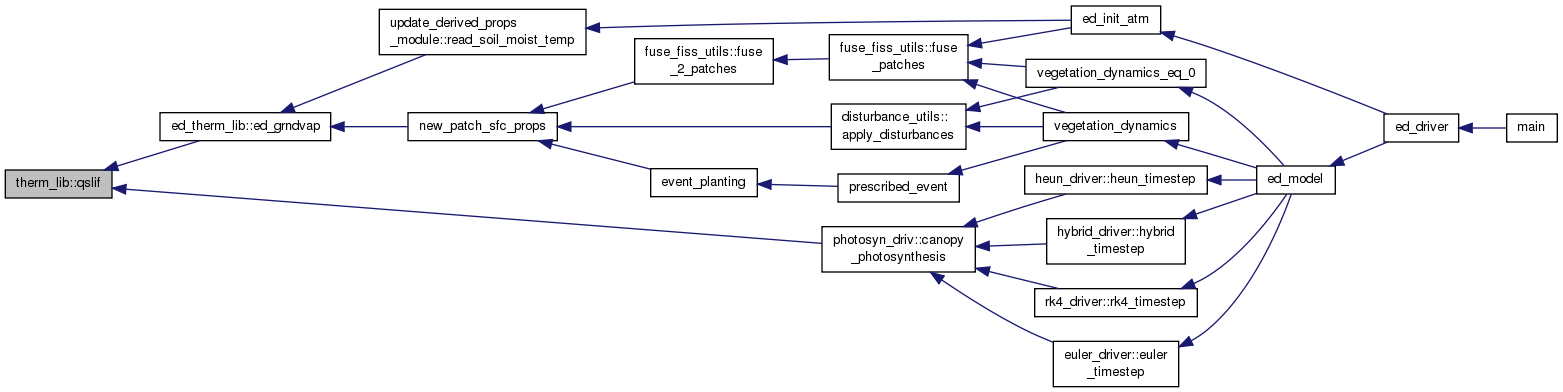 therm_lib::qslif
ed_therm_lib::ed_grndvap
update_derived_props
_module::read_soil_moist_temp
new_patch_sfc_props
fuse_fiss_utils::fuse
_2_patches
event_planting
fuse_fiss_utils::fuse
_patches
disturbance_utils::
apply_disturbances
prescribed_event
photosyn_driv::canopy
_photosynthesis
ed_init_atm
vegetation_dynamics_eq_0
vegetation_dynamics
heun_driver::heun_timestep
hybrid_driver::hybrid
_timestep
rk4_driver::rk4_timestep
euler_driver::euler
_timestep
ed_model
ed_driver
main